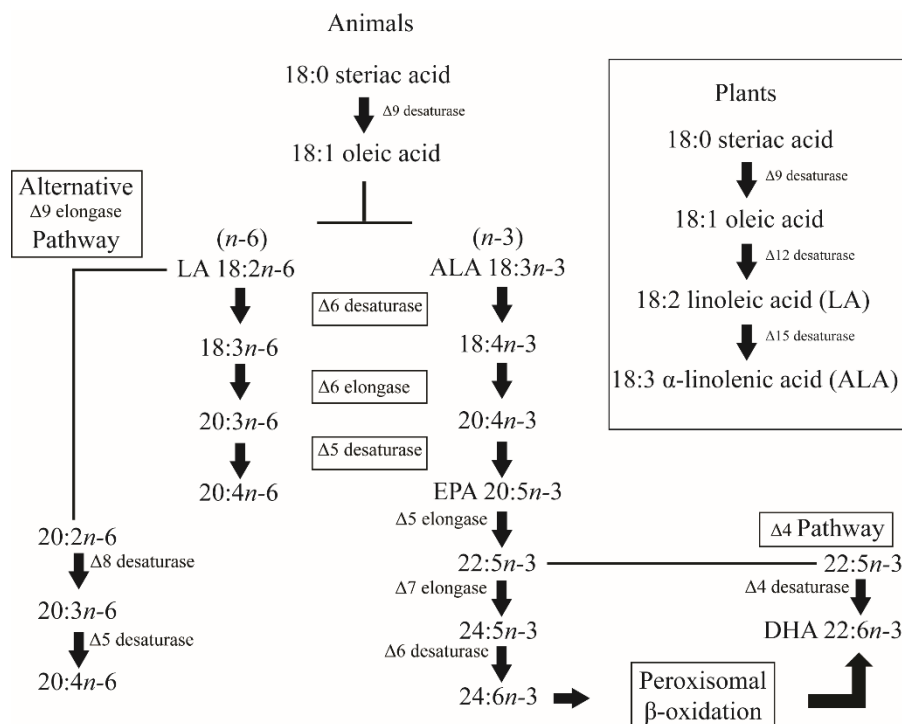 Animals
18:0 steriac acid
Δ9 desaturase
18:1 oleic acid
Alternative
Δ9 elongase
Pathway
(n-6)
LA 18:2n-6
(n-3)
ALA 18:3n-3
Δ6 desaturase
18:3n-6
18:4n-3
Δ6 elongase
20:3n-6
20:4n-3
Δ5 desaturase
20:4n-6
EPA 20:5n-3
Δ5 elongase
22:5n-3
Δ7 elongase
24:5n-3
Δ6 desaturase
24:6n-3
20:2n-6
Δ8 desaturase
20:3n-6
Δ5 desaturase
20:4n-6
Δ4 Pathway
22:5n-3
Δ4 desaturase
DHA 22:6n-3
Peroxisomal
β-oxidation
Plants
18:0 steriac acid
Δ9 desaturase
18:1 oleic acid
Δ12 desaturase
18:2 linoleic acid (LA)
Δ15 desaturase
18:3 α-linolenic acid (ALA)